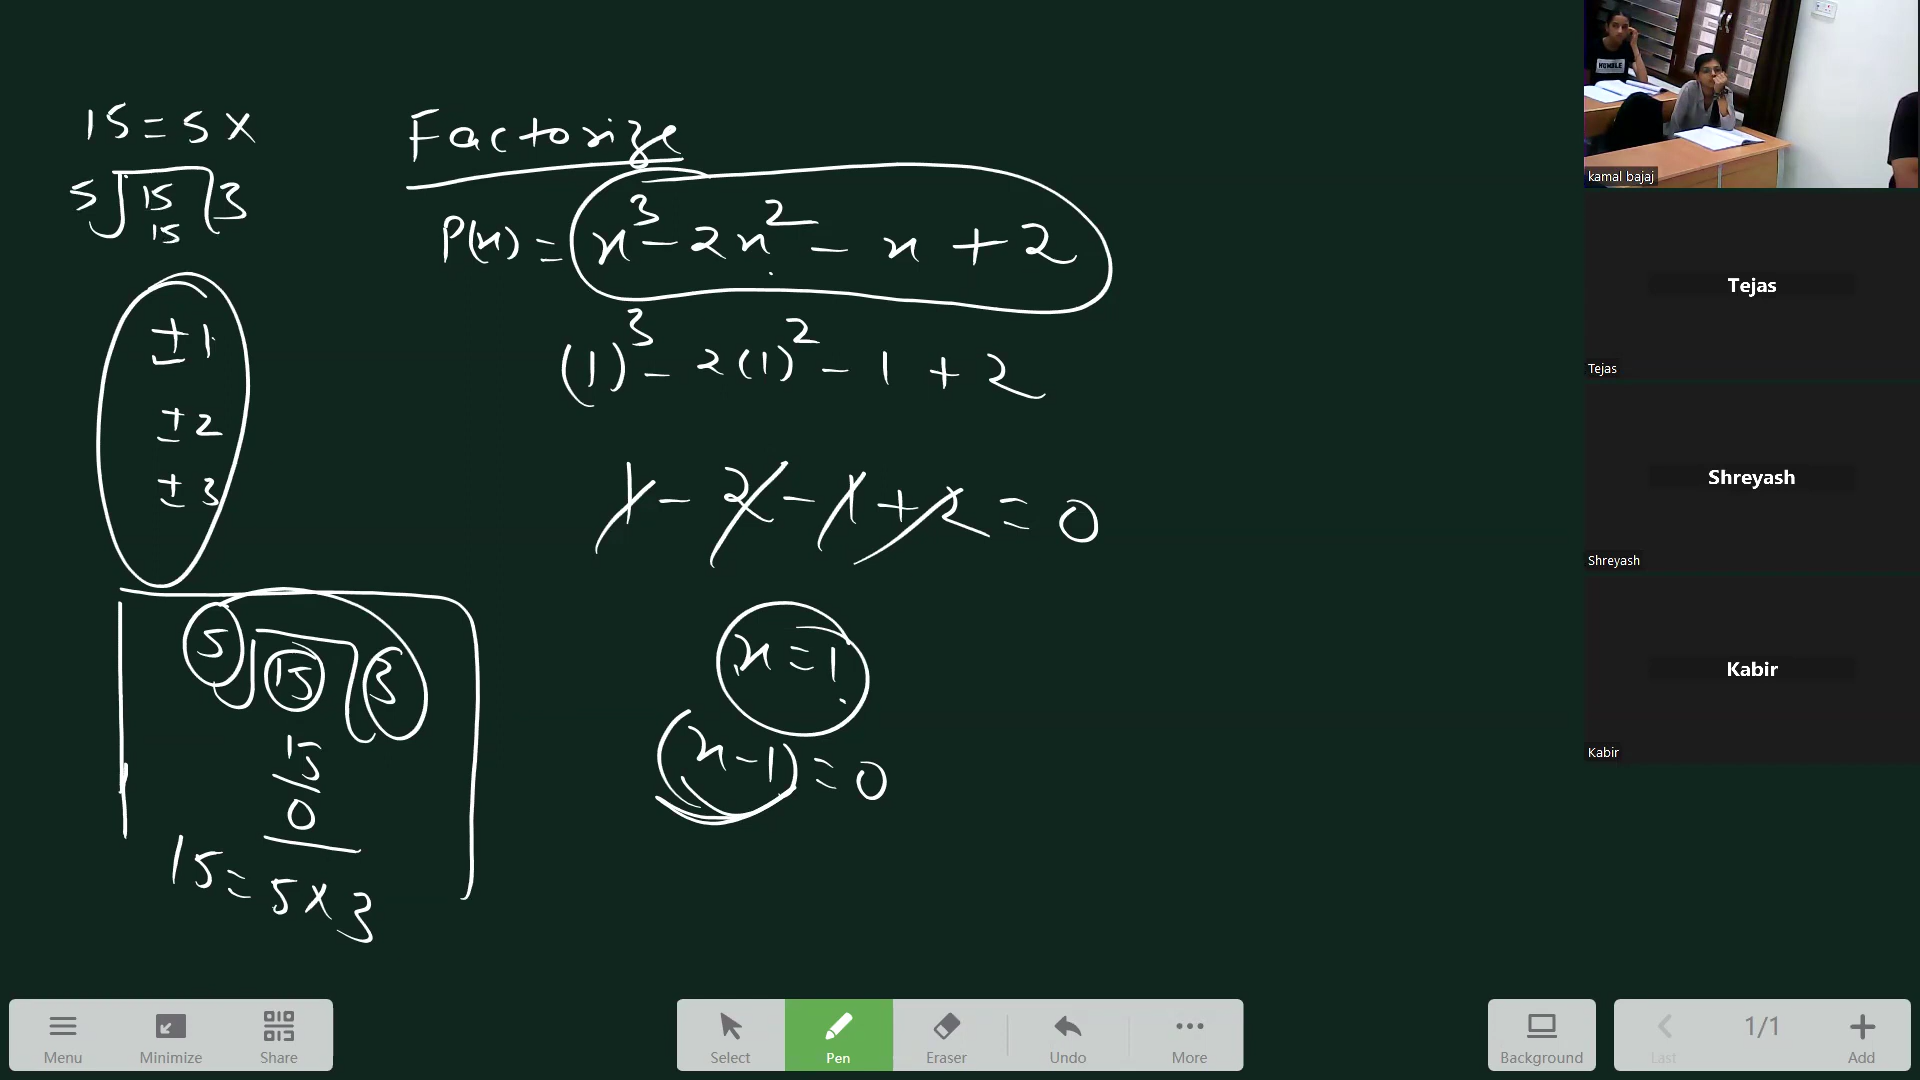 15 = 5 ×
5 15 3
15
± 1
± 2
± 3
5 15 3
15
0
15 = 5 × 3
Factorize
P(x) = x³ - 2x² - x + 2
(1)³ - 2(1)² - 1 + 2
1 - 2 - 1 + 2 = 0
x = 1
(x - 1) = 0
HUMBLE
kamal bajaj
Tejas
Tejas
Shreyash
Shreyash
Kabir
Kabir
Menu
Minimize
Share
Select
Pen
Eraser
Undo
More
Background
Last
1/1
Add